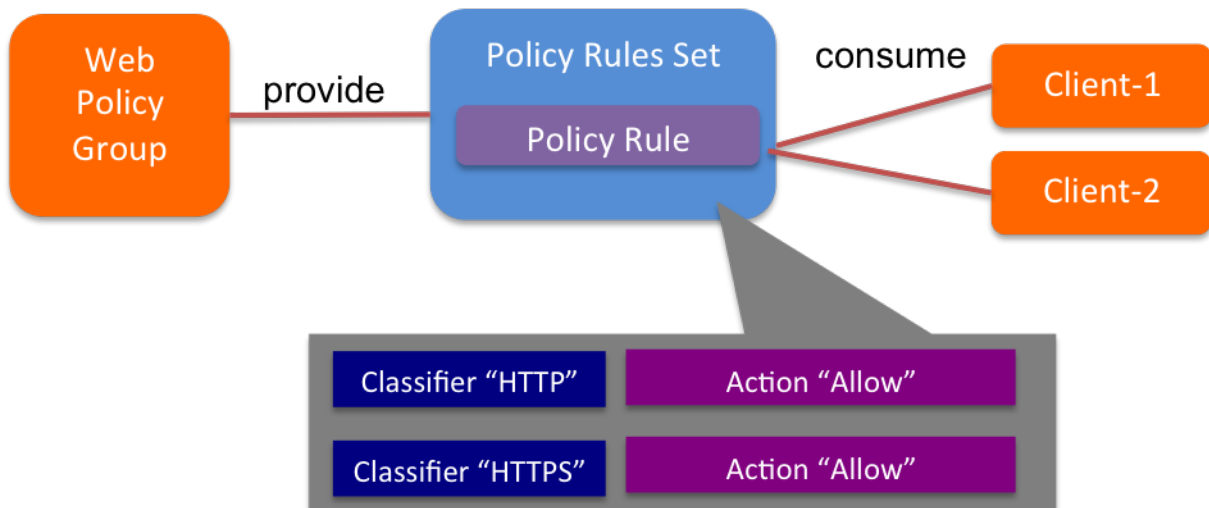 Web
Policy
Group
provide
Policy Rules Set
Policy Rule
consume
Client-1
Client-2
Classifier “HTTP”
Action “Allow”
Classifier “HTTPS”
Action “Allow”